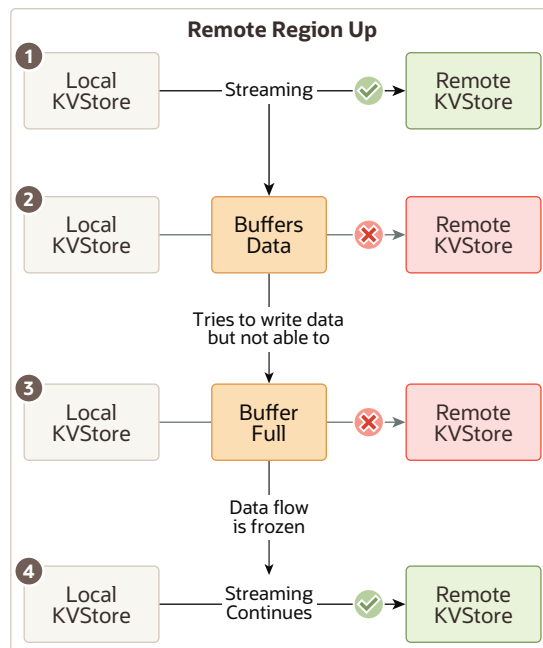 Remote Region Up
1
Local
KVStore
Streaming
Remote
KVStore
2
Local
KVStore
Buffers
Data
Remote
KVStore
Tries to write data
but not able to
3
Local
KVStore
Buffer
Full
Remote
KVStore
Data flow
is frozen
4
Local
KVStore
Streaming
Continues
Remote
KVStore